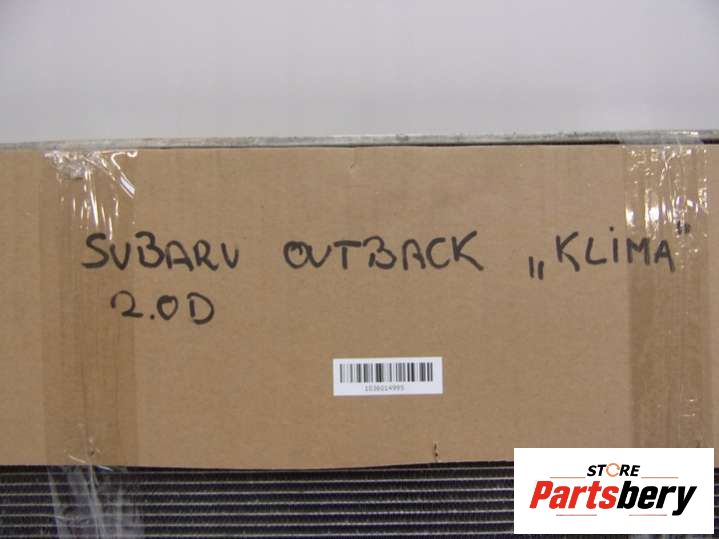 SUBARU OUTBACK „KLIMA"
2.0D
1036014995
STORE
Partsbery